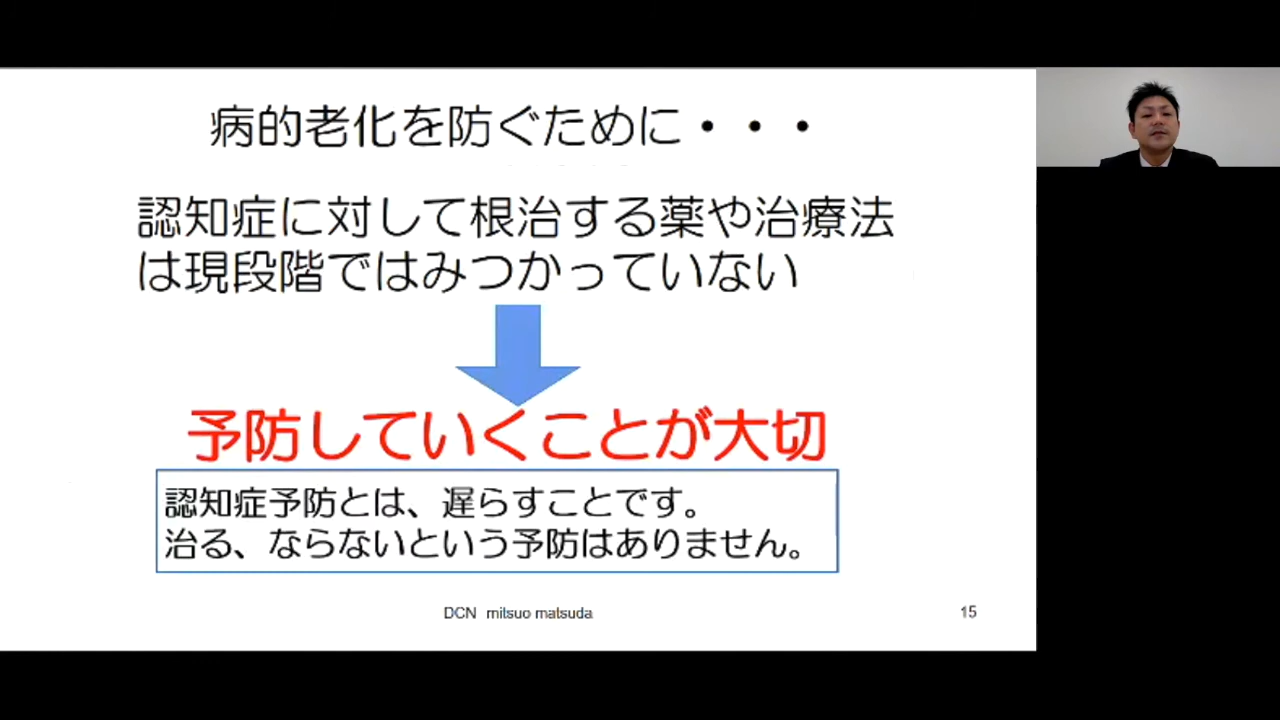 病的老化を防ぐために・・・
認知症に対して根治する薬や治療法
は現段階ではみつかっていない
予防していくことが大切
認知症予防とは、遅らすことです。
治る、ならないという予防はありません。
DCN mitsuo matsuda
15